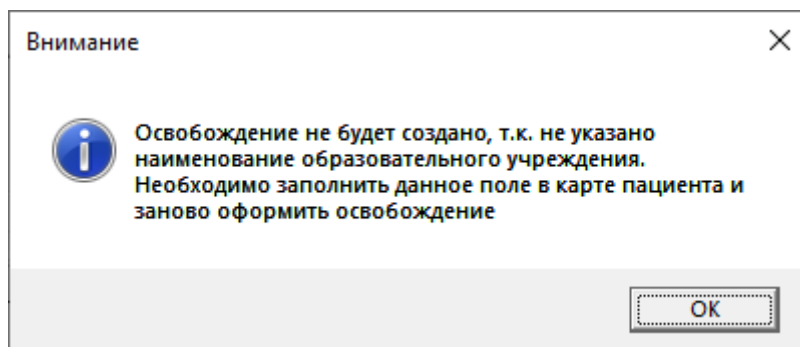 Внимание
Освобождение не будет создано, т.к. не указано
наименование образовательного учреждения.
Необходимо заполнить данное поле в карте пациента и
заново оформить освобождение
OK